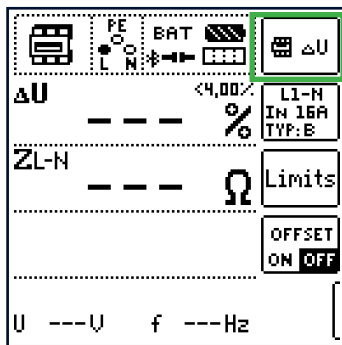 PE
L N
BAT
ΔU
ΔU <4,00%
--- %
L1-N
In 16A
TYP:B
ZL-N
--- Ω
Limits
OFFSET
ON OFF
U ---V f ---Hz